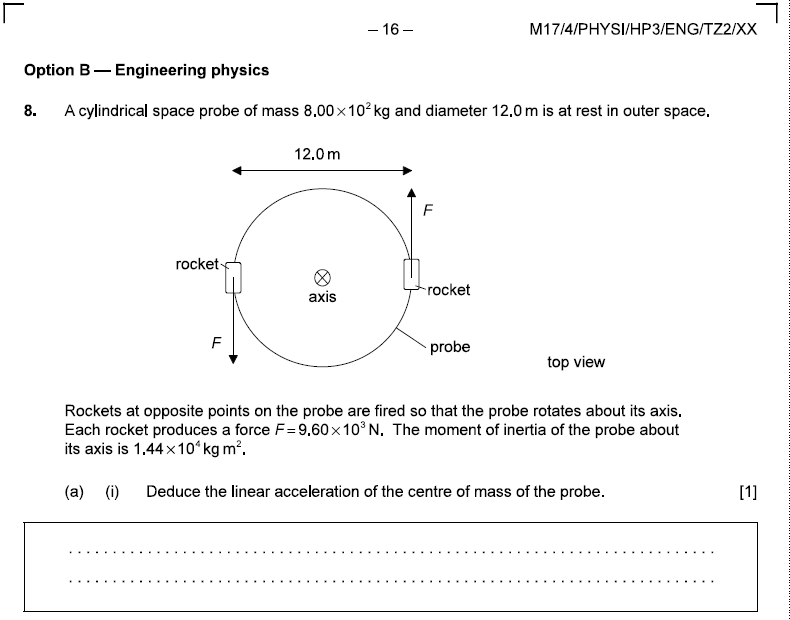 – 16 –
M17/4/PHYSI/HP3/ENG/TZ2/XX
Option B — Engineering physics
8. A cylindrical space probe of mass 8.00×10² kg and diameter 12.0 m is at rest in outer space.
12.0 m
F
rocket
axis
rocket
F
probe
top view
Rockets at opposite points on the probe are fired so that the probe rotates about its axis.
Each rocket produces a force F = 9.60×10³ N. The moment of inertia of the probe about
its axis is 1.44×10⁴ kg m².
(a) (i) Deduce the linear acceleration of the centre of mass of the probe. [1]